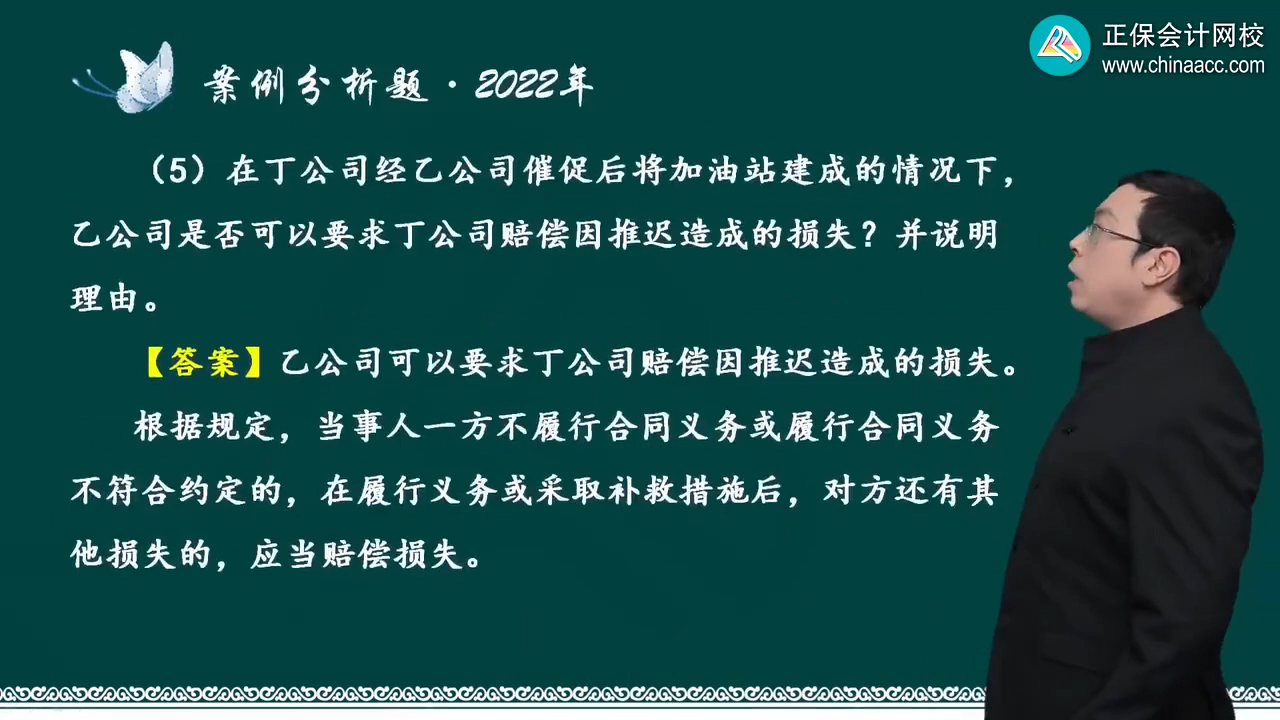 正保会计网校
www.chinaacc.com
案例分析题·2022年
（5）在丁公司经乙公司催促后将加油站建成的情况下，
乙公司是否可以要求丁公司赔偿因推迟造成的损失？并说明
理由。
【答案】乙公司可以要求丁公司赔偿因推迟造成的损失。
根据规定，当事人一方不履行合同义务或履行合同义务
不符合约定的，在履行义务或采取补救措施后，对方还有其
他损失的，应当赔偿损失。